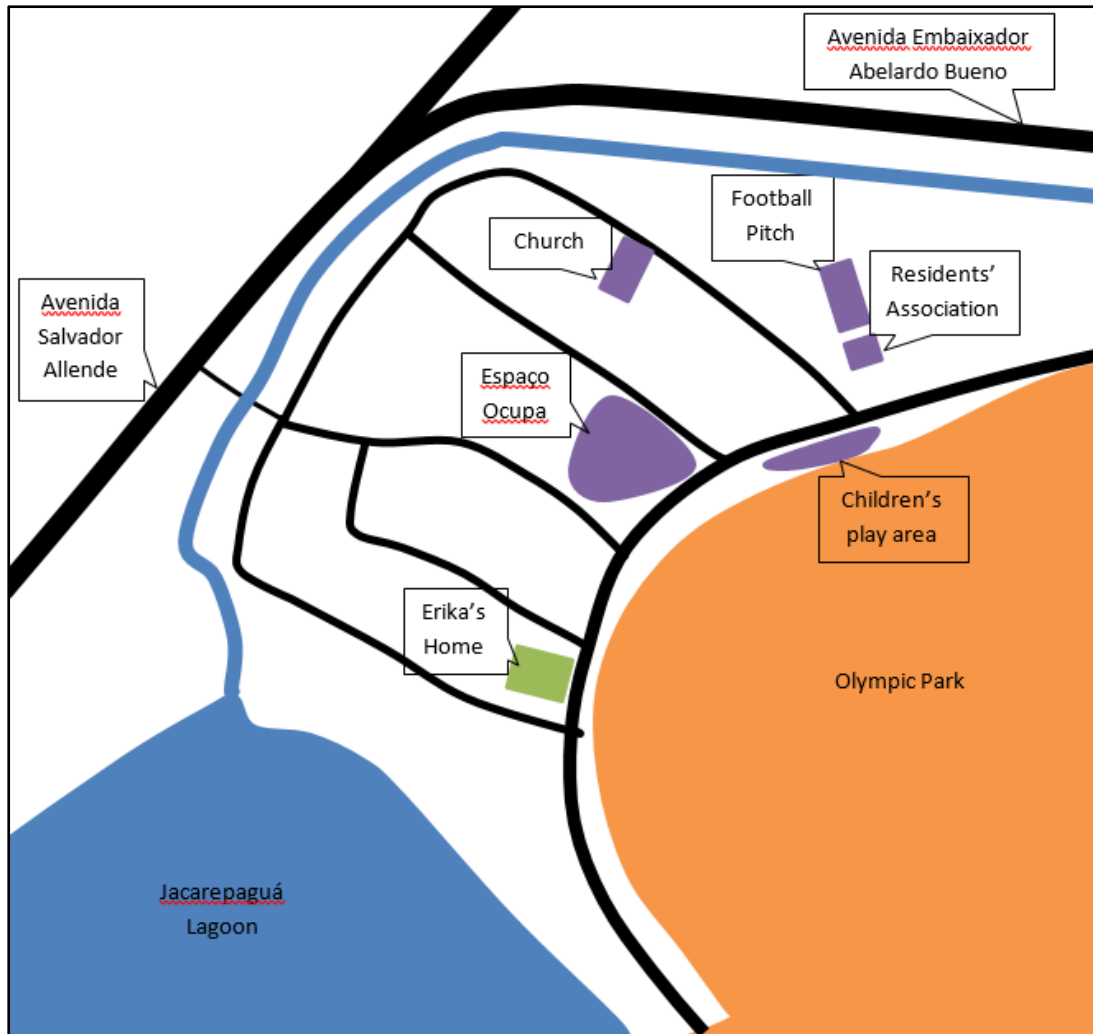 Avenida Embaixador
Abelardo Bueno
Football
Pitch
Church
Residents’
Association
Avenida
Salvador
Allende
Espaço
Ocupa
Children’s
play area
Erika’s
Home
Olympic Park
Jacarepaguá
Lagoon